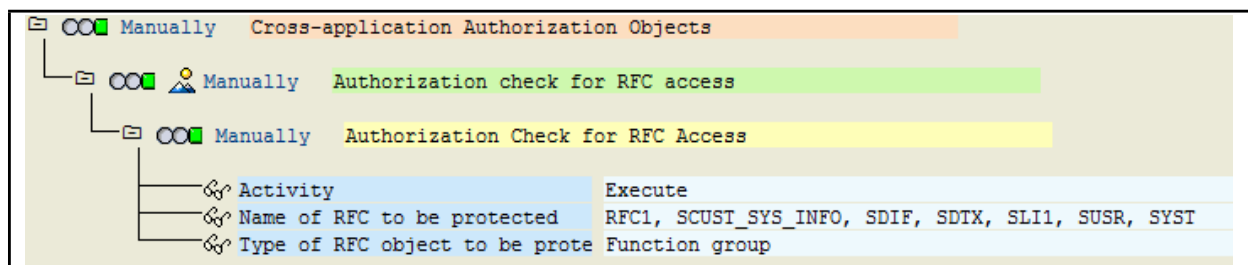 Manually Cross-application Authorization Objects
Manually Authorization check for RFC access
Manually Authorization Check for RFC Access
Activity Execute
Name of RFC to be protected RFC1, SCUST_SYS_INFO, SDIF, SDTX, SLI1, SUSR, SYST
Type of RFC object to be prote Function group